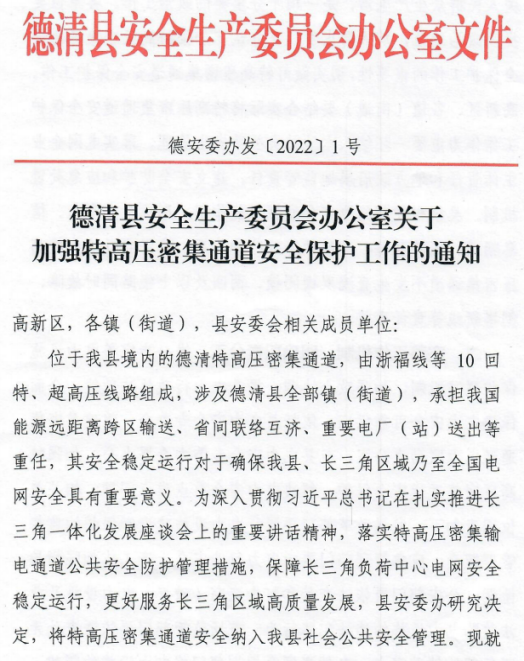 德清县安全生产委员会办公室文件
德安委办发〔2022〕1号
德清县安全生产委员会办公室关于
加强特高压密集通道安全保护工作的通知
高新区，各镇（街道），县安委会相关成员单位：
位于我县境内的德清特高压密集通道，由浙福线等 10 回
特、超高压线路组成，涉及德清县全部镇（街道），承担我国
能源远距离跨区输送、省间联络互济、重要电厂（站）送出等
重任，其安全稳定运行对于确保我县、长三角区域乃至全国电
网安全具有重要意义。为深入贯彻习近平总书记在扎实推进长
三角一体化发展座谈会上的重要讲话精神，落实特高压密集输
电通道公共安全防护管理措施，保障长三角负荷中心电网安全
稳定运行，更好服务长三角区域高质量发展，县安委办研究决
定，将特高压密集通道安全纳入我县社会公共安全管理。现就